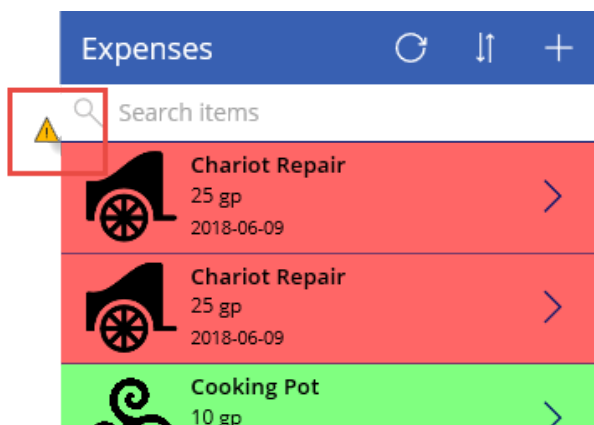 Expenses
Search items
Chariot Repair
25 gp
2018-06-09
Chariot Repair
25 gp
2018-06-09
Cooking Pot
10 gp